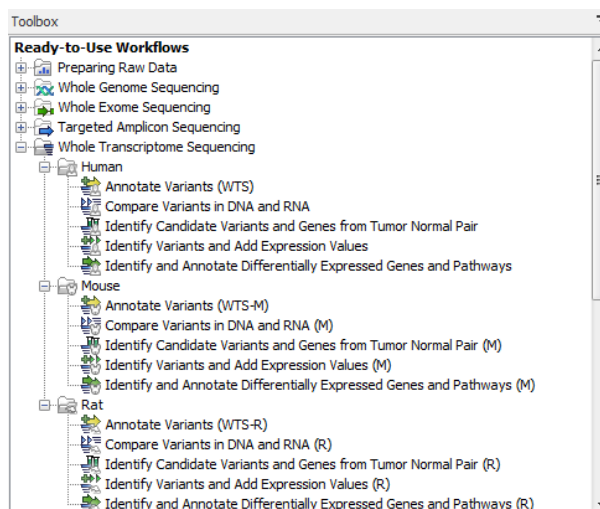 Toolbox
Ready-to-Use Workflows
Preparing Raw Data
Whole Genome Sequencing
Whole Exome Sequencing
Targeted Amplicon Sequencing
Whole Transcriptome Sequencing
Human
Annotate Variants (WTS)
Compare Variants in DNA and RNA
Identify Candidate Variants and Genes from Tumor Normal Pair
Identify Variants and Add Expression Values
Identify and Annotate Differentially Expressed Genes and Pathways
Mouse
Annotate Variants (WTS-M)
Compare Variants in DNA and RNA (M)
Identify Candidate Variants and Genes from Tumor Normal Pair (M)
Identify Variants and Add Expression Values (M)
Identify and Annotate Differentially Expressed Genes and Pathways (M)
Rat
Annotate Variants (WTS-R)
Compare Variants in DNA and RNA (R)
Identify Candidate Variants and Genes from Tumor Normal Pair (R)
Identify Variants and Add Expression Values (R)
Identify and Annotate Differentially Expressed Genes and Pathways (R)